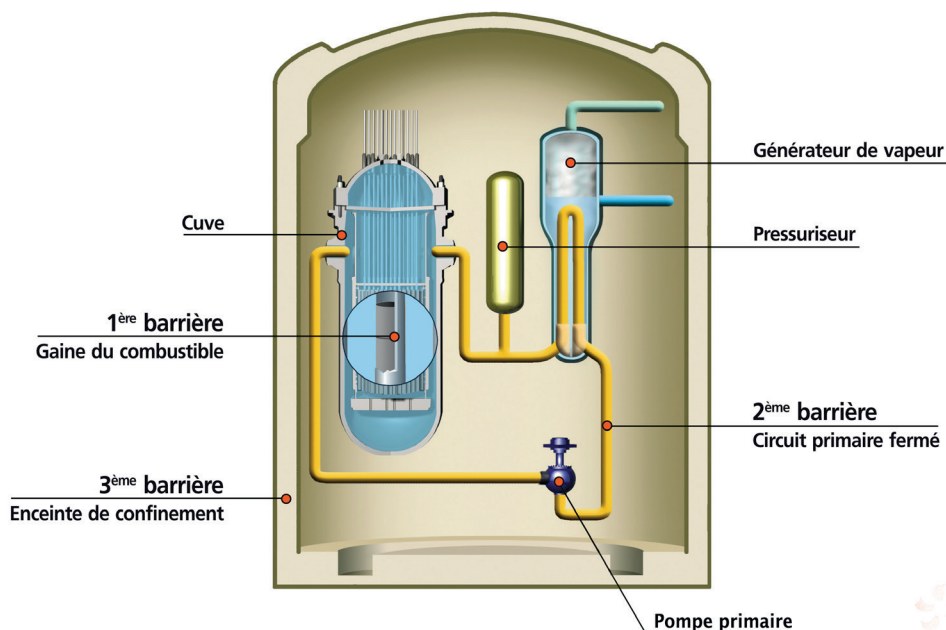 Générateur de vapeur
Cuve
Pressuriseur
1ère barrière
Gaine du combustible
2ème barrière
Circuit primaire fermé
3ème barrière
Enceinte de confinement
Pompe primaire